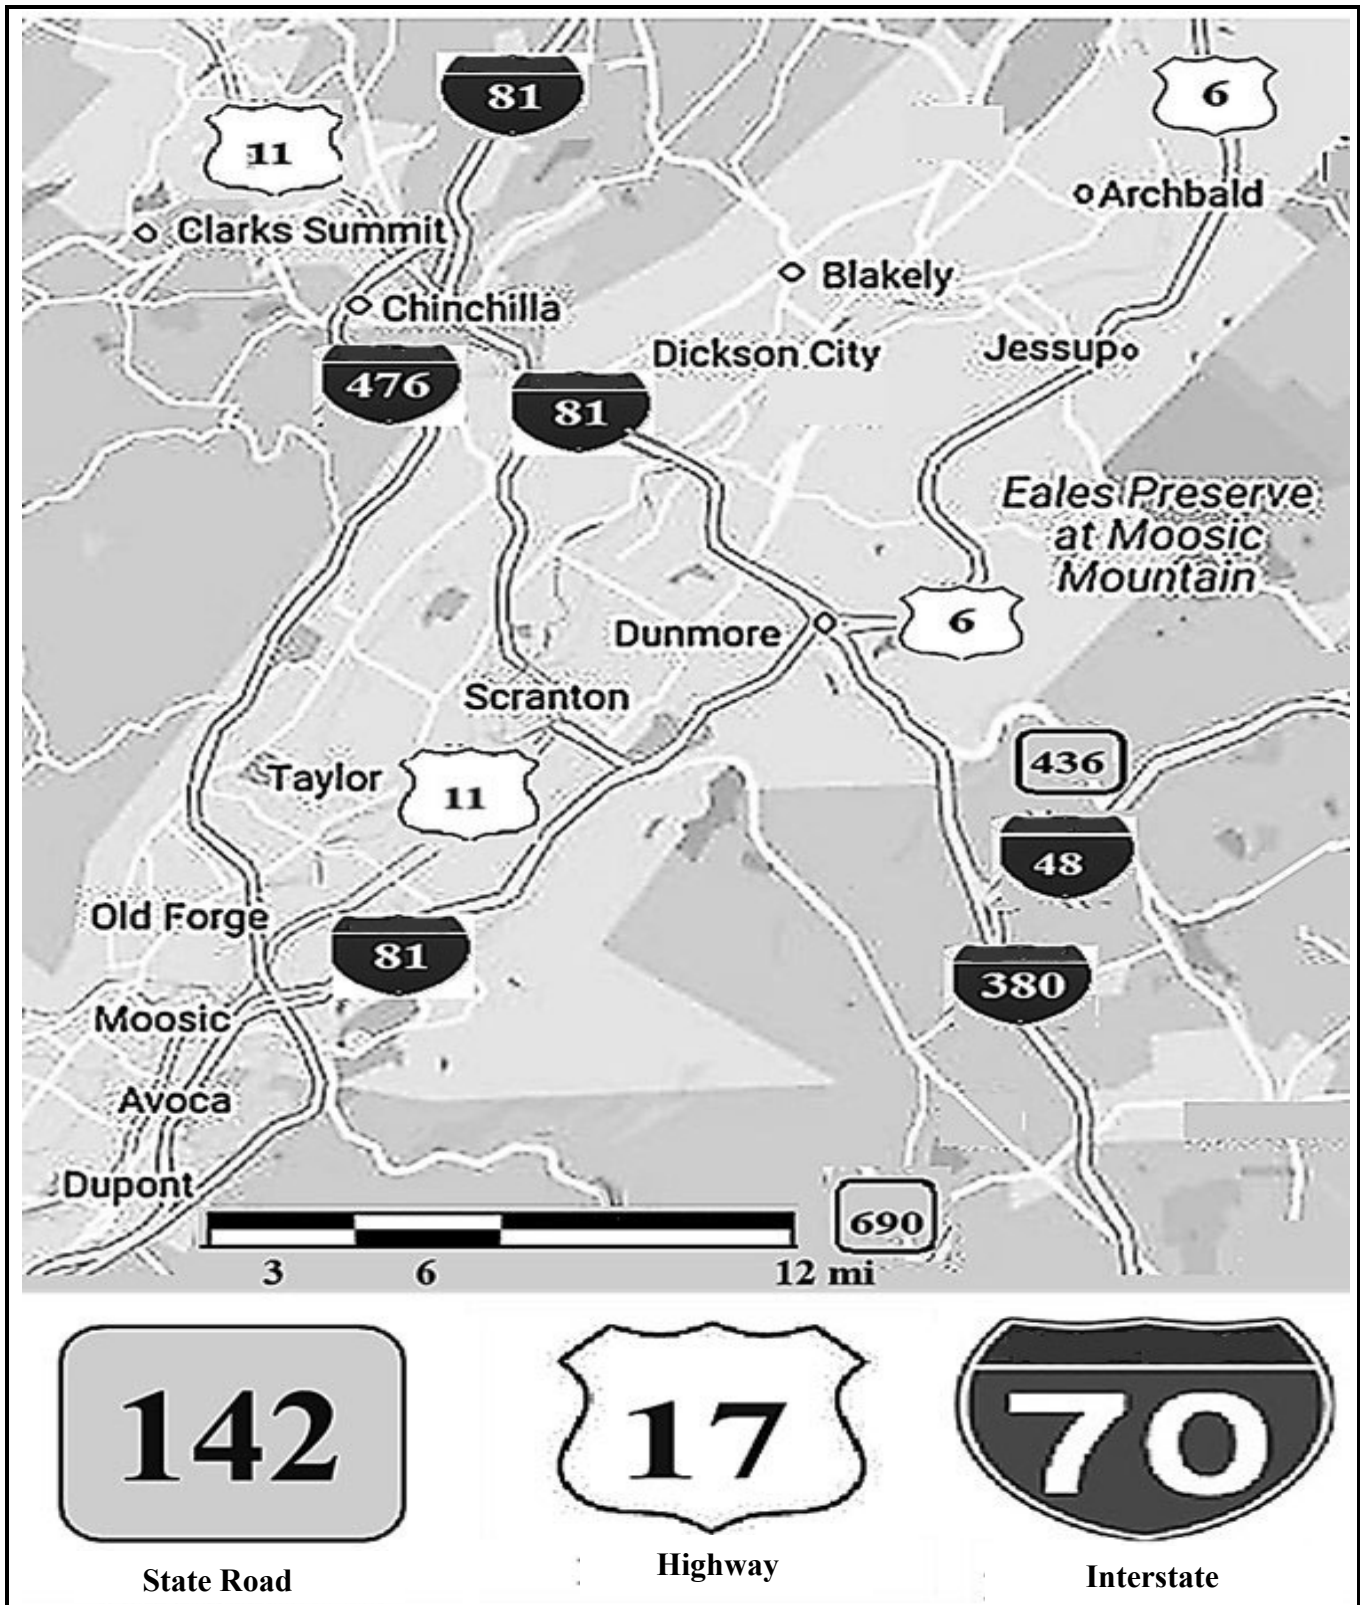 81
6
11
Archbald
Clarks Summit
Blakely
Chinchilla
Dickson City
Jessup
476
81
Eales Preserve
at Moosic
Mountain
Dunmore
6
Scranton
436
Taylor
11
48
Old Forge
81
380
Moosic
Avoca
Dupont
690
3 6 12 mi
142
17
70
State Road
Highway
Interstate